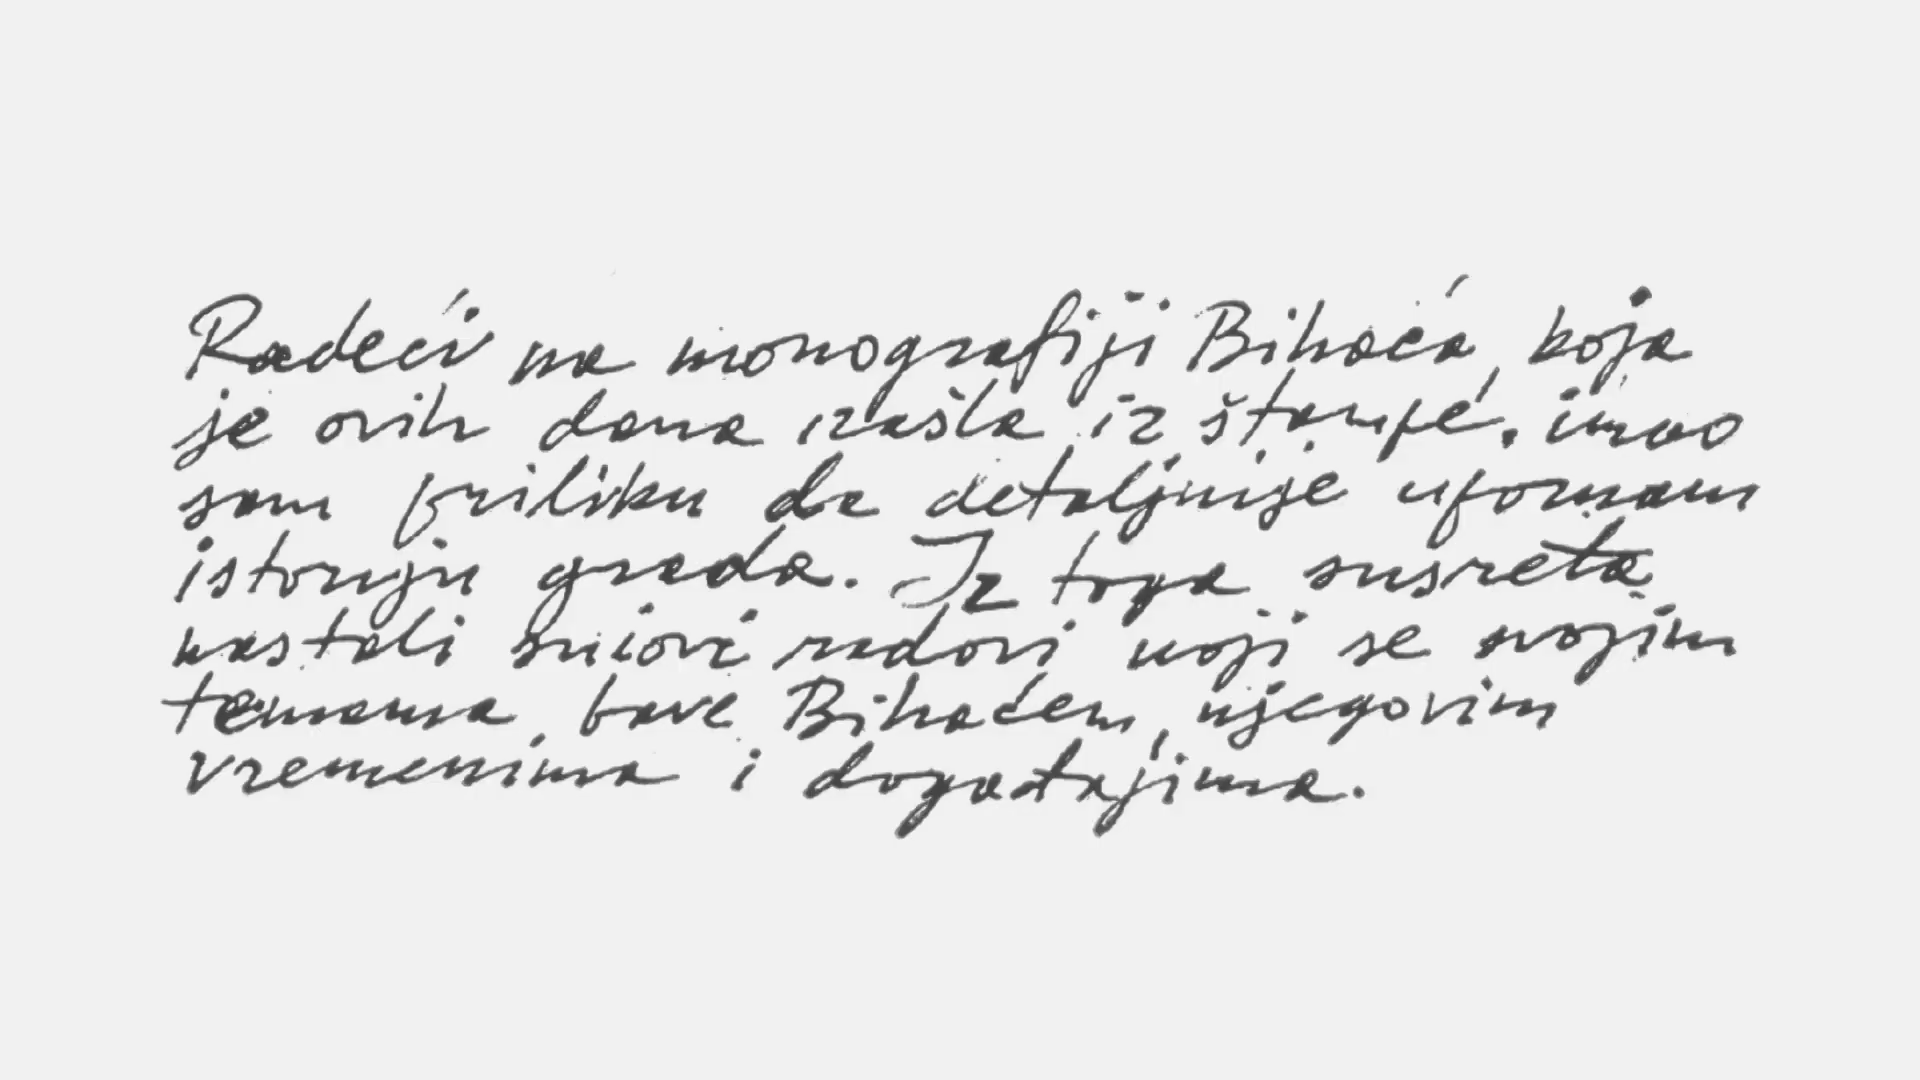 Radeći na monografiji Bihaća, koja
je ovih dana izašla iz štampe, imao
sam priliku da detaljnije upoznam
istoriju grada. Iz toga susreta
nastali su i ovi radovi koji se svojim
temama bave Bihaćem, njegovim
vremenima i događajima.